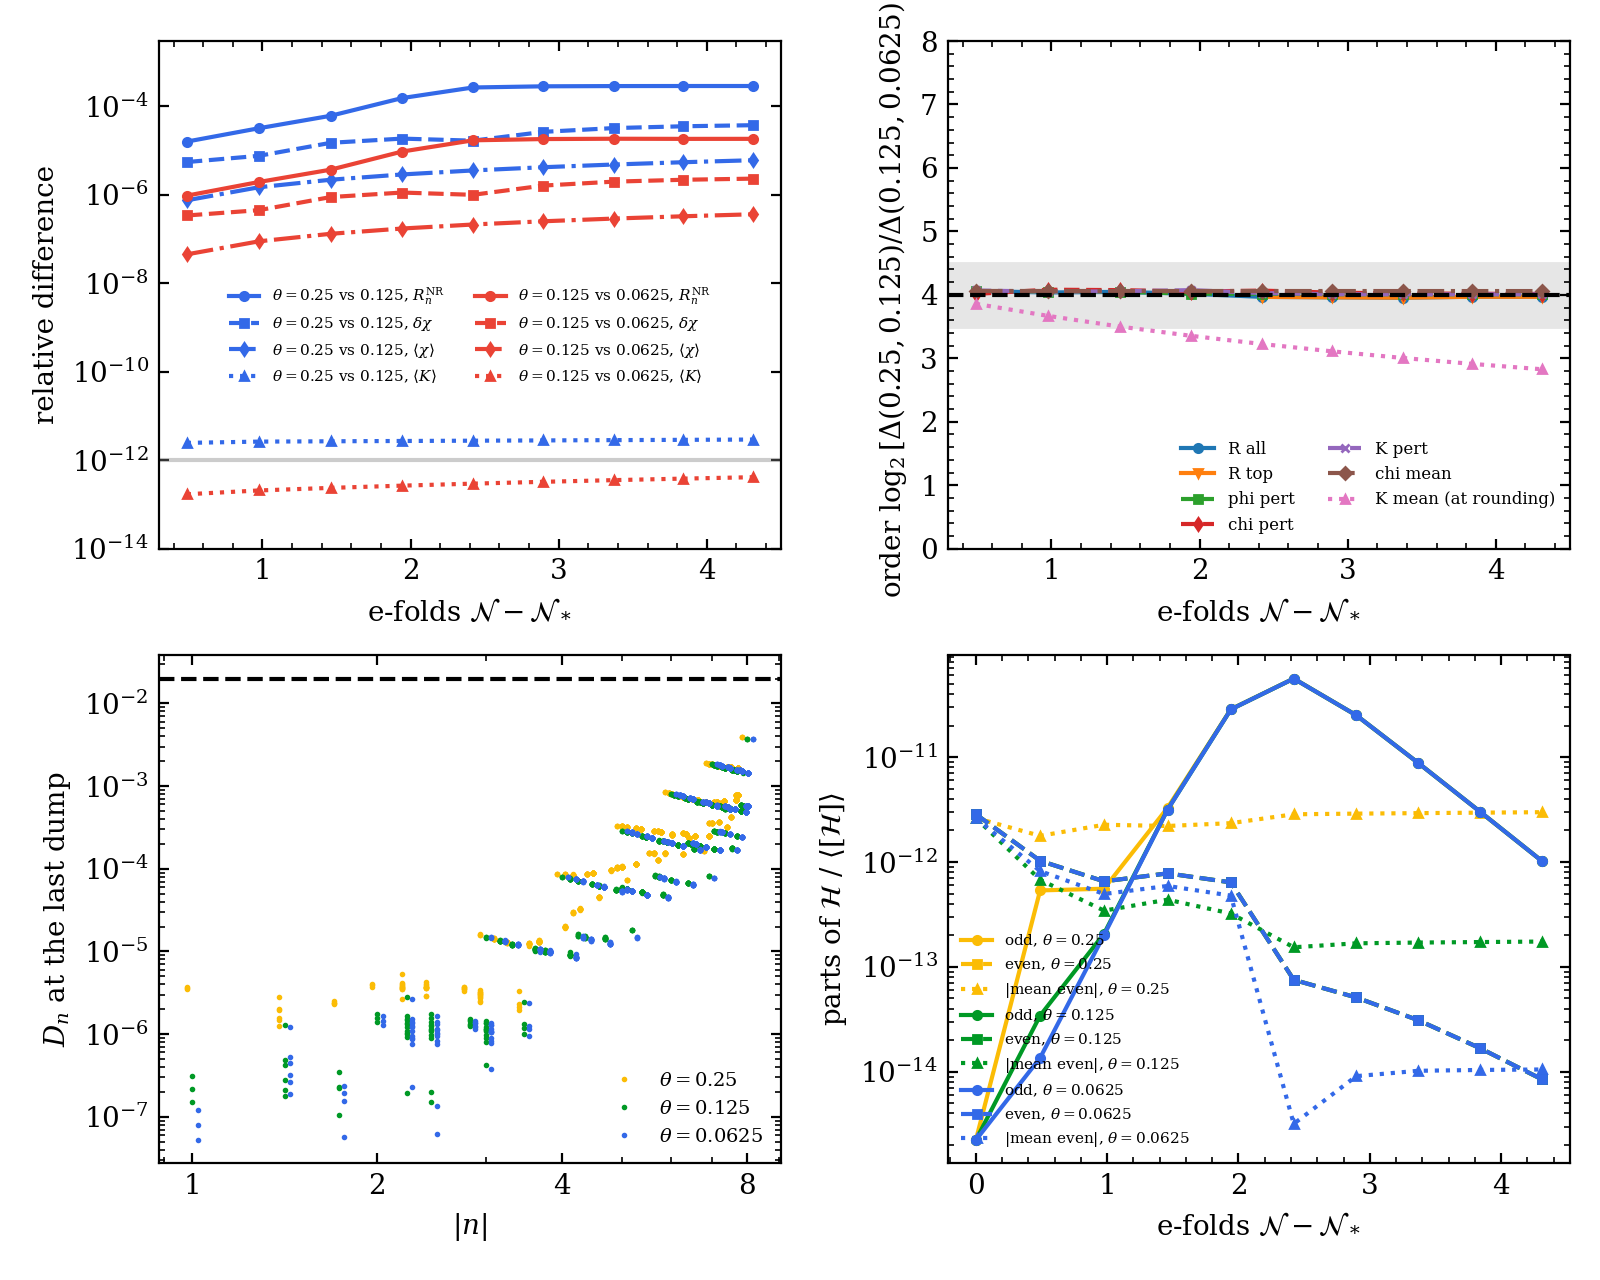 10⁻⁴
10⁻⁶
10⁻⁸
10⁻¹⁰
10⁻¹²
10⁻¹⁴
relative difference
θ = 0.25 vs 0.125, Rₙᴺᴿ
θ = 0.25 vs 0.125, δχ
θ = 0.25 vs 0.125, ⟨χ⟩
θ = 0.25 vs 0.125, ⟨K⟩
θ = 0.125 vs 0.0625, Rₙᴺᴿ
θ = 0.125 vs 0.0625, δχ
θ = 0.125 vs 0.0625, ⟨χ⟩
θ = 0.125 vs 0.0625, ⟨K⟩
1 2 3 4
e-folds 𝒩 − 𝒩∗
8
7
6
5
4
3
2
1
0
order log₂ [Δ(0.25, 0.125)/Δ(0.125, 0.0625)
R all
R top
phi pert
chi pert
K pert
chi mean
K mean (at rounding)
1 2 3 4
e-folds 𝒩 − 𝒩∗
10⁻²
10⁻³
10⁻⁴
10⁻⁵
10⁻⁶
10⁻⁷
Dₙ at the last dump
θ = 0.25
θ = 0.125
θ = 0.0625
1 2 4 8
|n|
10⁻¹¹
10⁻¹²
10⁻¹³
10⁻¹⁴
parts of ℋ / ⟨[ℋ]⟩
odd, θ = 0.25
even, θ = 0.25
|mean even|, θ = 0.25
odd, θ = 0.125
even, θ = 0.125
|mean even|, θ = 0.125
odd, θ = 0.0625
even, θ = 0.0625
|mean even|, θ = 0.0625
0 1 2 3 4
e-folds 𝒩 − 𝒩∗